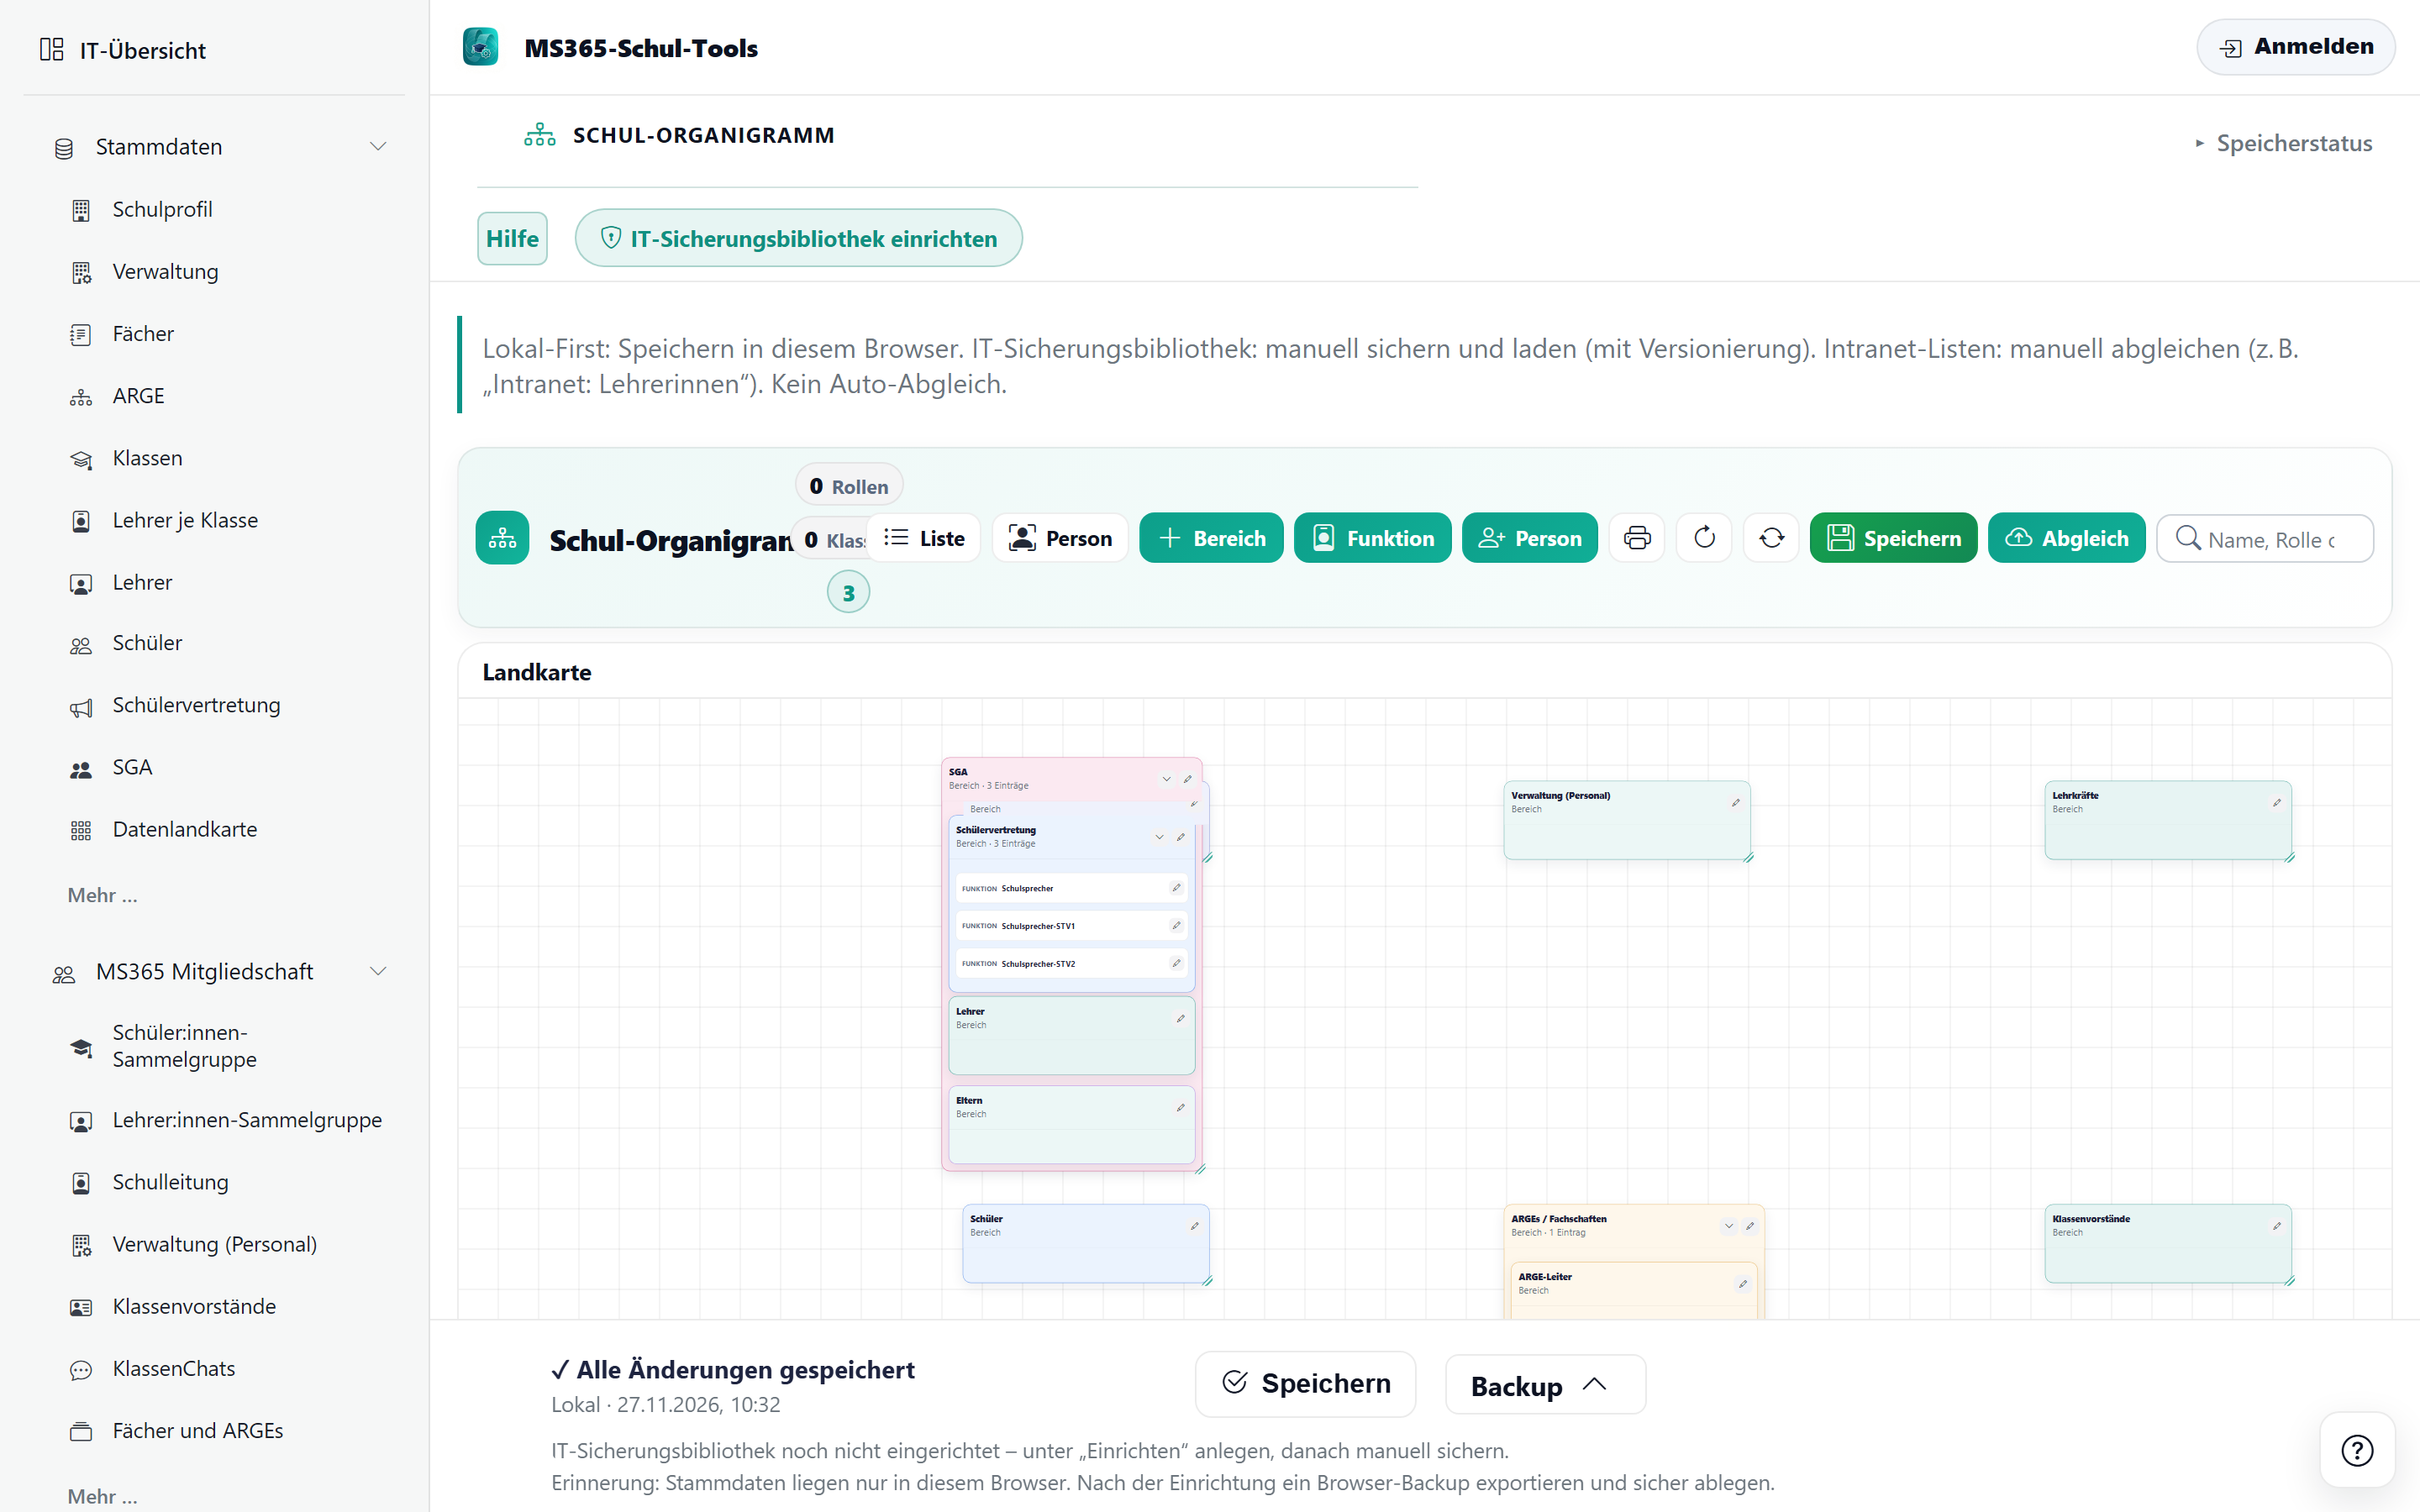 IT-Übersicht
Stammdaten
Schulprofil
Verwaltung
Fächer
ARGE
Klassen
Lehrer je Klasse
Lehrer
Schüler
Schülervertretung
SGA
Datenlandkarte
Mehr ...
MS365 Mitgliedschaft
Schüler:innen-
Sammelgruppe
Lehrer:innen-Sammelgruppe
Schulleitung
Verwaltung (Personal)
Klassenvorstände
KlassenChats
Fächer und ARGEs
Mehr ...
MS365-Schul-Tools
Anmelden
SCHUL-ORGANIGRAMM
Speicherstatus
Hilfe
IT-Sicherungsbibliothek einrichten
Lokal-First: Speichern in diesem Browser. IT-Sicherungsbibliothek: manuell sichern und laden (mit Versionierung). Intranet-Listen: manuell abgleichen (z. B.
„Intranet: Lehrerinnen“). Kein Auto-Abgleich.
Schul-Organigram
0 Rollen
0 Klas
3
Liste
Person
Bereich
Funktion
Person
Speichern
Abgleich
Name, Rolle o
Landkarte
SGA
Bereich · 3 Einträge
Bereich
Schülervertretung
Bereich · 3 Einträge
FUNKTION Schulsprecher
FUNKTION Schulsprecher-STV1
FUNKTION Schulsprecher-STV2
Lehrer
Bereich
Eltern
Bereich
Verwaltung (Personal)
Bereich
Lehrkräfte
Bereich
Schüler
Bereich
ARGEs / Fachschaften
Bereich · 1 Eintrag
ARGE-Leiter
Bereich
Klassenvorstände
Bereich
✓ Alle Änderungen gespeichert
Lokal · 27.11.2026, 10:32
Speichern
Backup
IT-Sicherungsbibliothek noch nicht eingerichtet – unter „Einrichten“ anlegen, danach manuell sichern.
Erinnerung: Stammdaten liegen nur in diesem Browser. Nach der Einrichtung ein Browser-Backup exportieren und sicher ablegen.